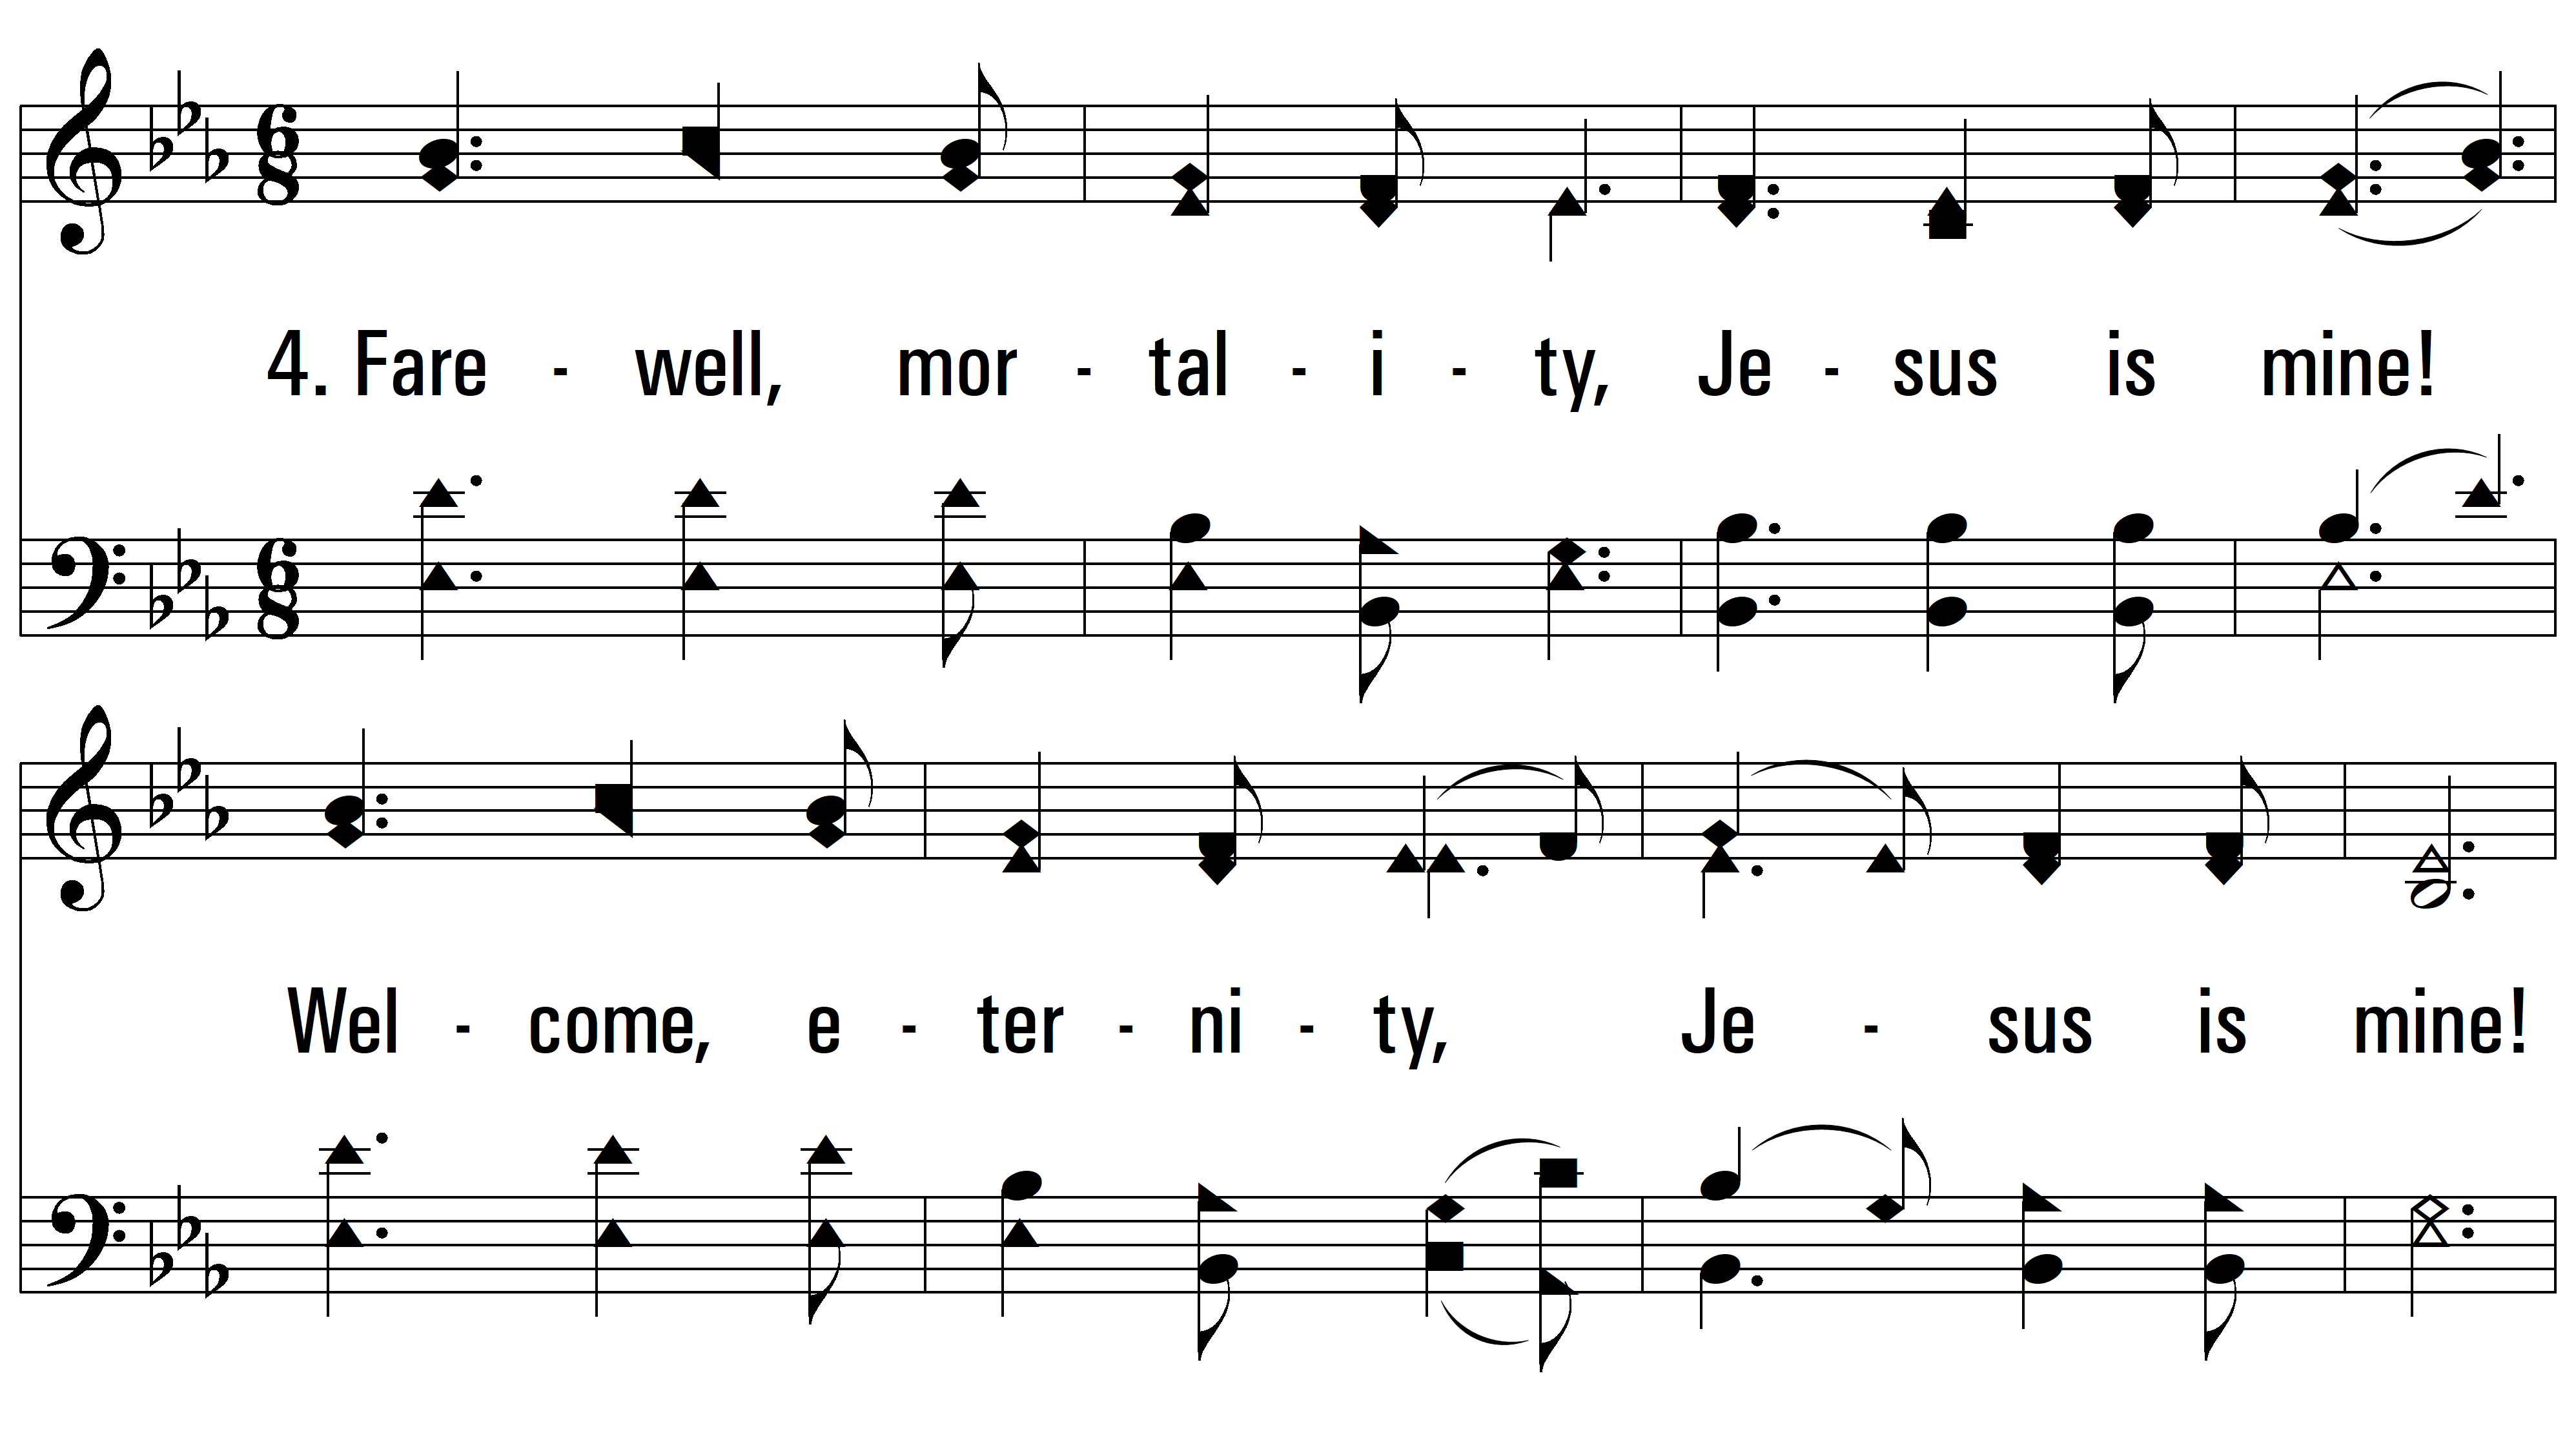 4. Fare - well, mor - tal - i - ty, Je - sus is mine!
Wel - come, e - ter - ni - ty, Je - sus is mine!